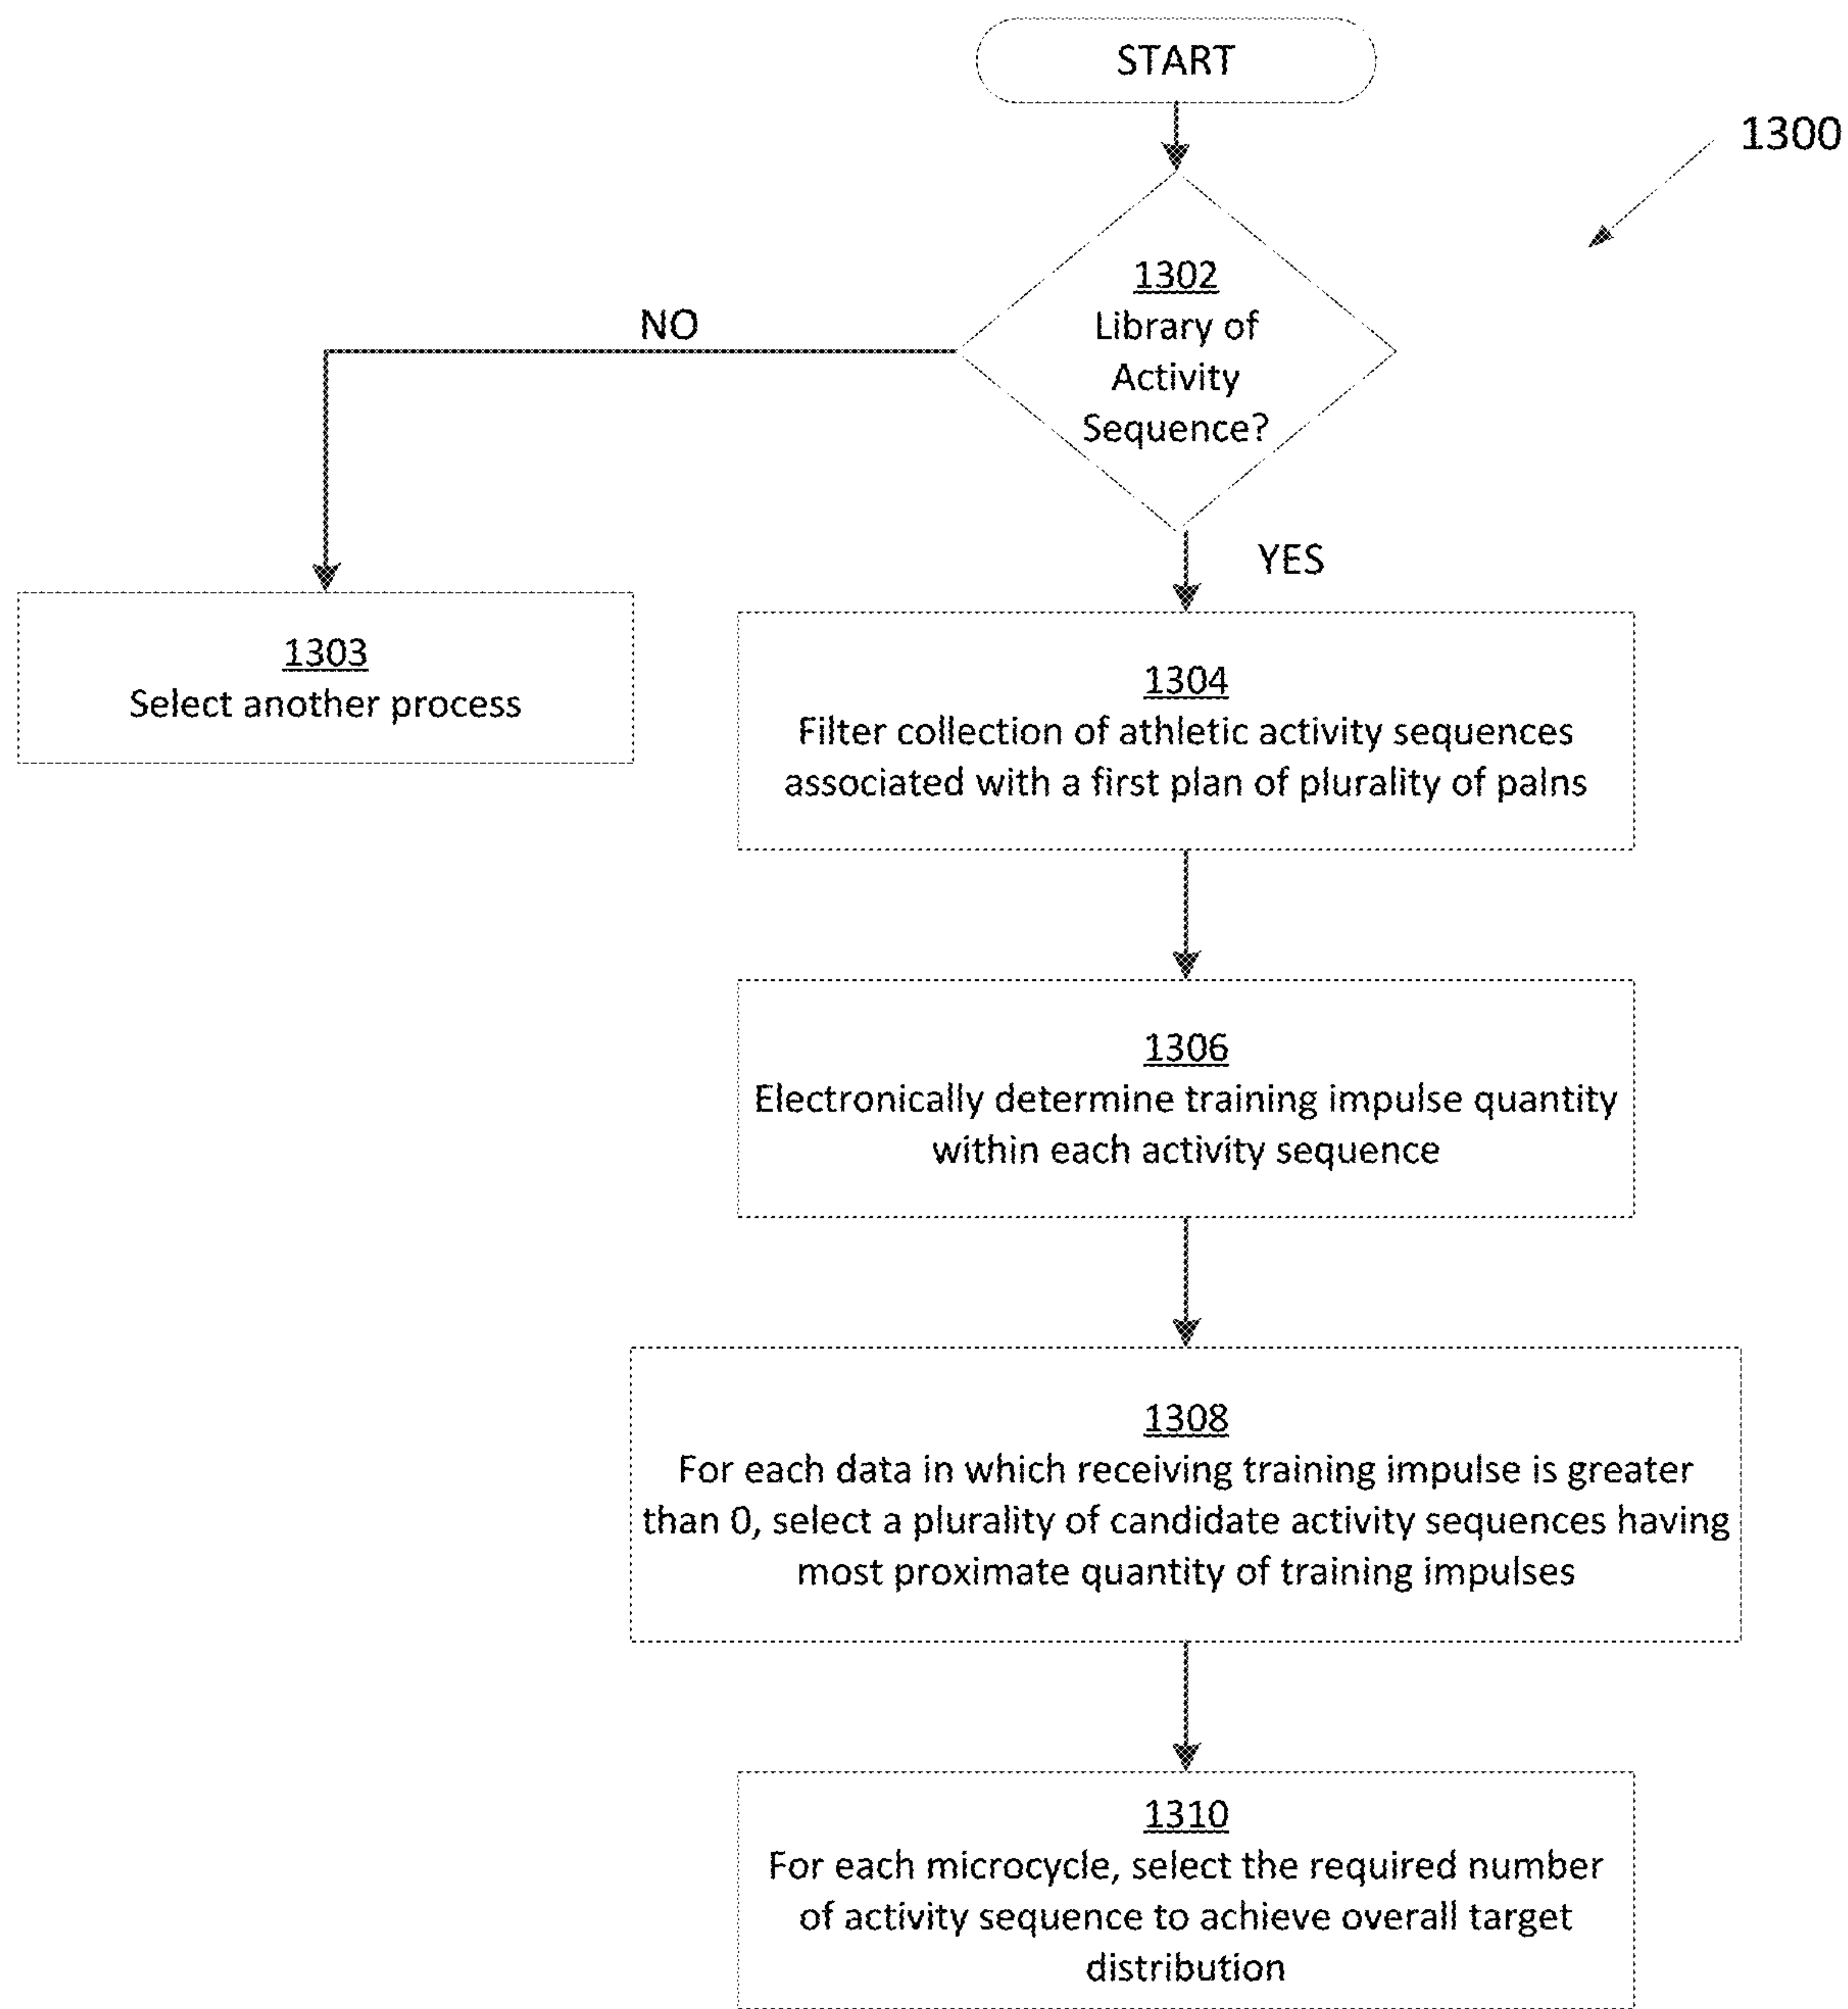 START
1300
1302
Library of
Activity
Sequence?
NO
YES
1303
Select another process
1304
Filter collection of athletic activity sequences
associated with a first plan of plurality of palns
1306
Electronically determine training impulse quantity
within each activity sequence
1308
For each data in which receiving training impulse is greater
than 0, select a plurality of candidate activity sequences having
most proximate quantity of training impulses
1310
For each microcycle, select the required number
of activity sequence to achieve overall target
distribution